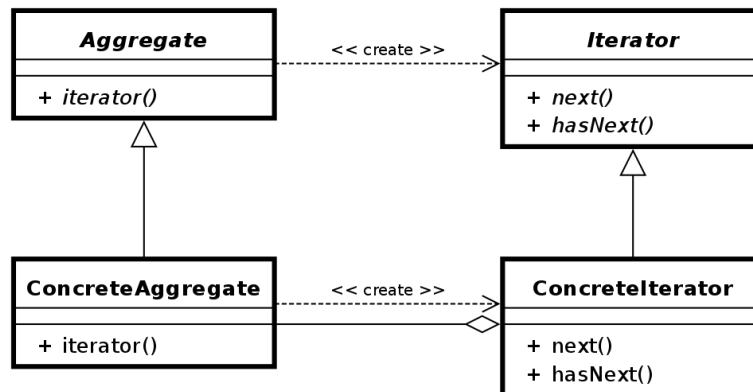 Aggregate
+ iterator()
<< create >>
Iterator
+ next()
+ hasNext()
ConcreteAggregate
+ iterator()
<< create >>
ConcreteIterator
+ next()
+ hasNext()